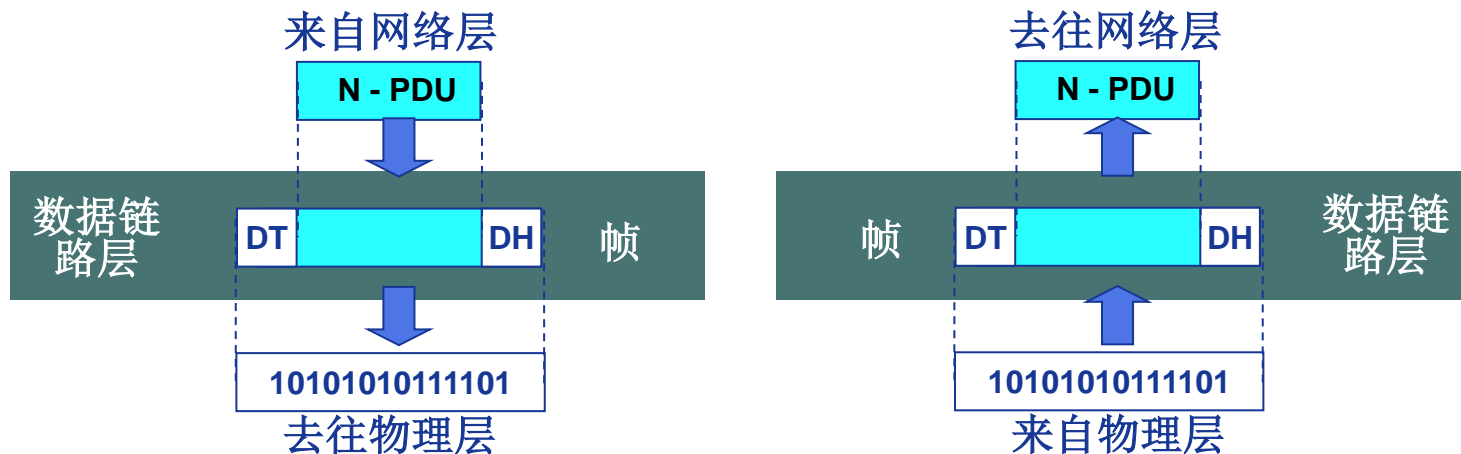 来自网络层
N - PDU
数据链
路层
DT
DH
帧
10101010111101
去往物理层
去往网络层
N - PDU
帧
DT
DH
数据链
路层
10101010111101
来自物理层